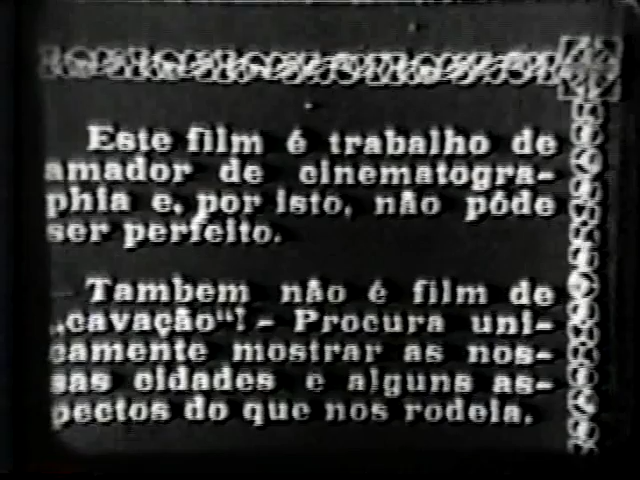 Este film é trabalho de
amador de cinematogra-
phia e, por isto, não póde
ser perfeito.
Tambem não é film de
„cavação“! - Procura uni-
camente mostrar as nos-
sas cidades e alguns as-
pectos do que nos rodeia.